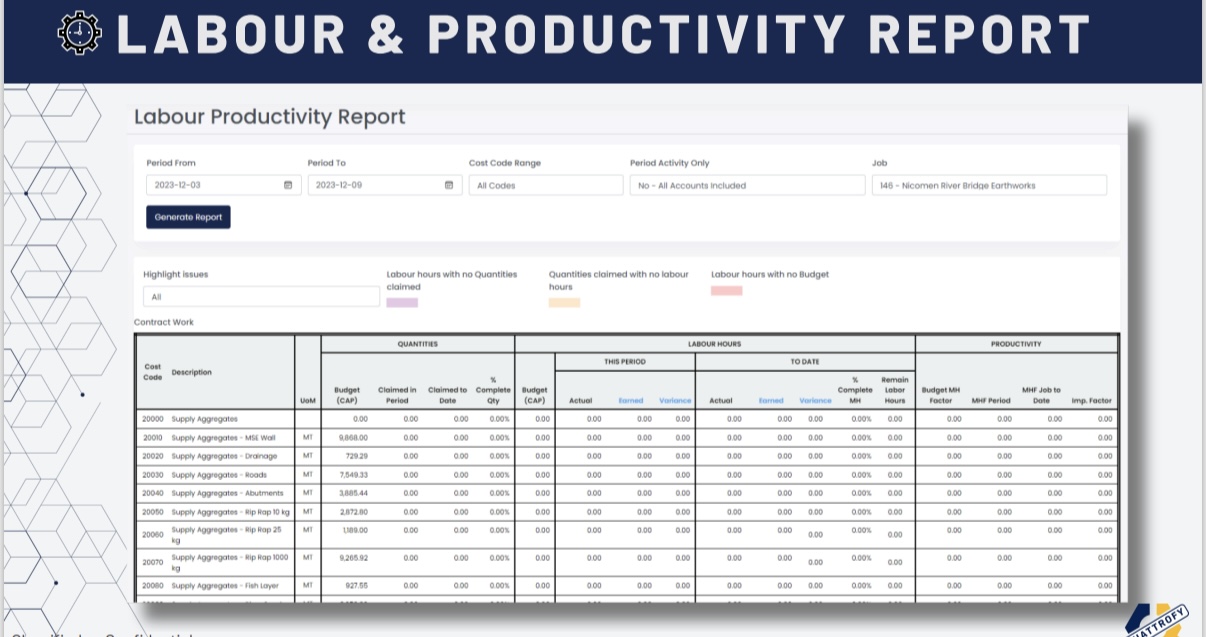 LABOUR & PRODUCTIVITY REPORT
Labour Productivity Report
Period From Period To Cost Code Range Period Activity Only Job
2023-12-03 2023-12-09 All Codes No - All Accounts Included 146 - Nicomen River Bridge Earthworks
Generate Report
Highlight issues
All
Labour hours with no Quantities
claimed
Quantities claimed with no labour
hours
Labour hours with no Budget
Contract Work
QUANTITIES LABOUR HOURS PRODUCTIVITY
THIS PERIOD TO DATE
Cost
Code
Description
UoM
Budget
(CAP)
Claimed in
Period
Claimed to
Date
%
Complete
Qty
Budget
(CAP)
Actual
Earned
Variance
Actual
Earned
Variance
%
Complete
MH
Remain
Labor
Hours
Budget MH
Factor
MHF Period
MHF Job to
Date
Imp. Factor
20000 Supply Aggregates 0.00 0.00 0.00 0.00% 0.00 0.00 0.00 0.00 0.00 0.00 0.00 0.00% 0.00 0.00 0.00 0.00 0.00
20010 Supply Aggregates - MSE Wall MT 9,868.00 0.00 0.00 0.00% 0.00 0.00 0.00 0.00 0.00 0.00 0.00 0.00% 0.00 0.00 0.00 0.00 0.00
20020 Supply Aggregates - Drainage MT 729.29 0.00 0.00 0.00% 0.00 0.00 0.00 0.00 0.00 0.00 0.00 0.00% 0.00 0.00 0.00 0.00 0.00
20030 Supply Aggregates - Roads MT 7,549.33 0.00 0.00 0.00% 0.00 0.00 0.00 0.00 0.00 0.00 0.00 0.00% 0.00 0.00 0.00 0.00 0.00
20040 Supply Aggregates - Abutments MT 3,885.44 0.00 0.00 0.00% 0.00 0.00 0.00 0.00 0.00 0.00 0.00 0.00% 0.00 0.00 0.00 0.00 0.00
20050 Supply Aggregates - Rip Rap 10 kg MT 2,872.80 0.00 0.00 0.00% 0.00 0.00 0.00 0.00 0.00 0.00 0.00 0.00% 0.00 0.00 0.00 0.00 0.00
20060 Supply Aggregates - Rip Rap 25 MT 1,189.00 0.00 0.00 0.00% 0.00 0.00 0.00 0.00 0.00 0.00 0.00 0.00% 0.00 0.00 0.00 0.00 0.00
kg
20070 Supply Aggregates - Rip Rap 1000 MT 9,265.92 0.00 0.00 0.00% 0.00 0.00 0.00 0.00 0.00 0.00 0.00 0.00% 0.00 0.00 0.00 0.00 0.00
kg
20080 Supply Aggregates - Fish Layer MT 927.55 0.00 0.00 0.00% 0.00 0.00 0.00 0.00 0.00 0.00 0.00 0.00% 0.00 0.00 0.00 0.00 0.00